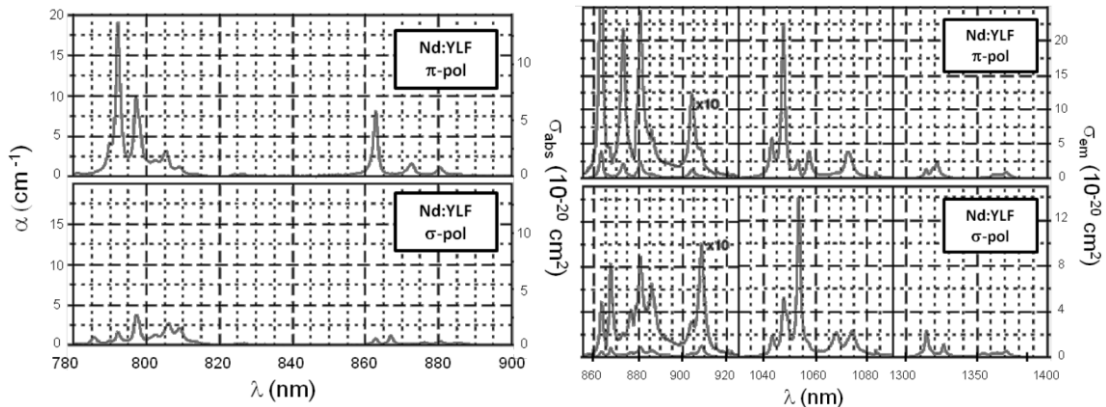 20
15
10
5
0
10
5
0
Nd:YLF
π-pol
α (cm⁻¹)
σabs (10⁻²⁰ cm²)
20
15
10
5
0
10
5
0
Nd:YLF
σ-pol
780 800 820 840 860 880 900
λ (nm)
x10
Nd:YLF
π-pol
20
15
10
5
0
σem (10⁻²⁰ cm²)
x10
Nd:YLF
σ-pol
12
8
4
0
860 880 900 920 1040 1060 1080 1300 1350 1400
λ (nm)